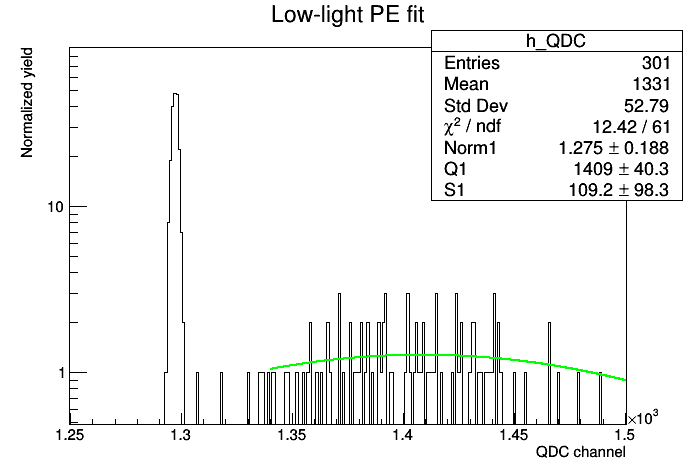 Low-light PE fit
h_QDC
Entries 301
Mean 1331
Std Dev 52.79
χ² / ndf 12.42 / 61
Norm1 1.275 ± 0.188
Q1 1409 ± 40.3
S1 109.2 ± 98.3
Normalized yield
10
1
1.25 1.3 1.35 1.4 1.45 1.5
×10³
QDC channel